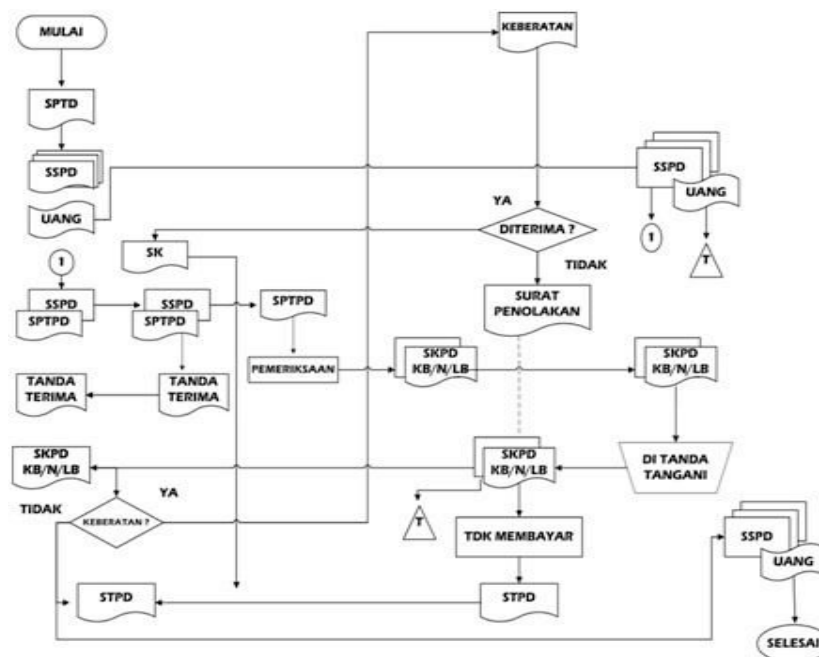 MULAI
KEBERATAN
SPTD
SSPD
UANG
SSPD
UANG
1
T
YA
DITERIMA ?
TIDAK
SK
SURAT
PENOLAKAN
1
SSPD
SPTPD
SSPD
SPTPD
SPTPD
PEMERIKSAAN
SKPD
KB/N/LB
SKPD
KB/N/LB
TANDA
TERIMA
TANDA
TERIMA
SKPD
KB/N/LB
SKPD
KB/N/LB
DI TANDA
TANGANI
TIDAK
YA
KEBERATAN ?
T
TDK MEMBAYAR
SSPD
UANG
STPD
STPD
SELESAI